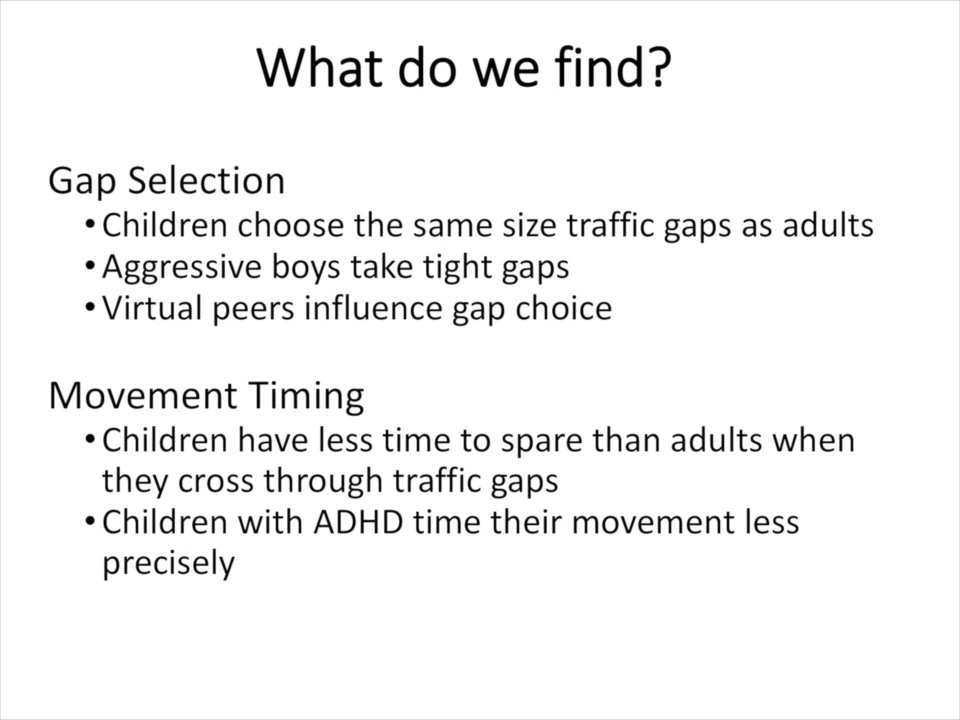 What do we find?
Gap Selection
• Children choose the same size traffic gaps as adults
• Aggressive boys take tight gaps
• Virtual peers influence gap choice
Movement Timing
• Children have less time to spare than adults when
they cross through traffic gaps
• Children with ADHD time their movement less
precisely